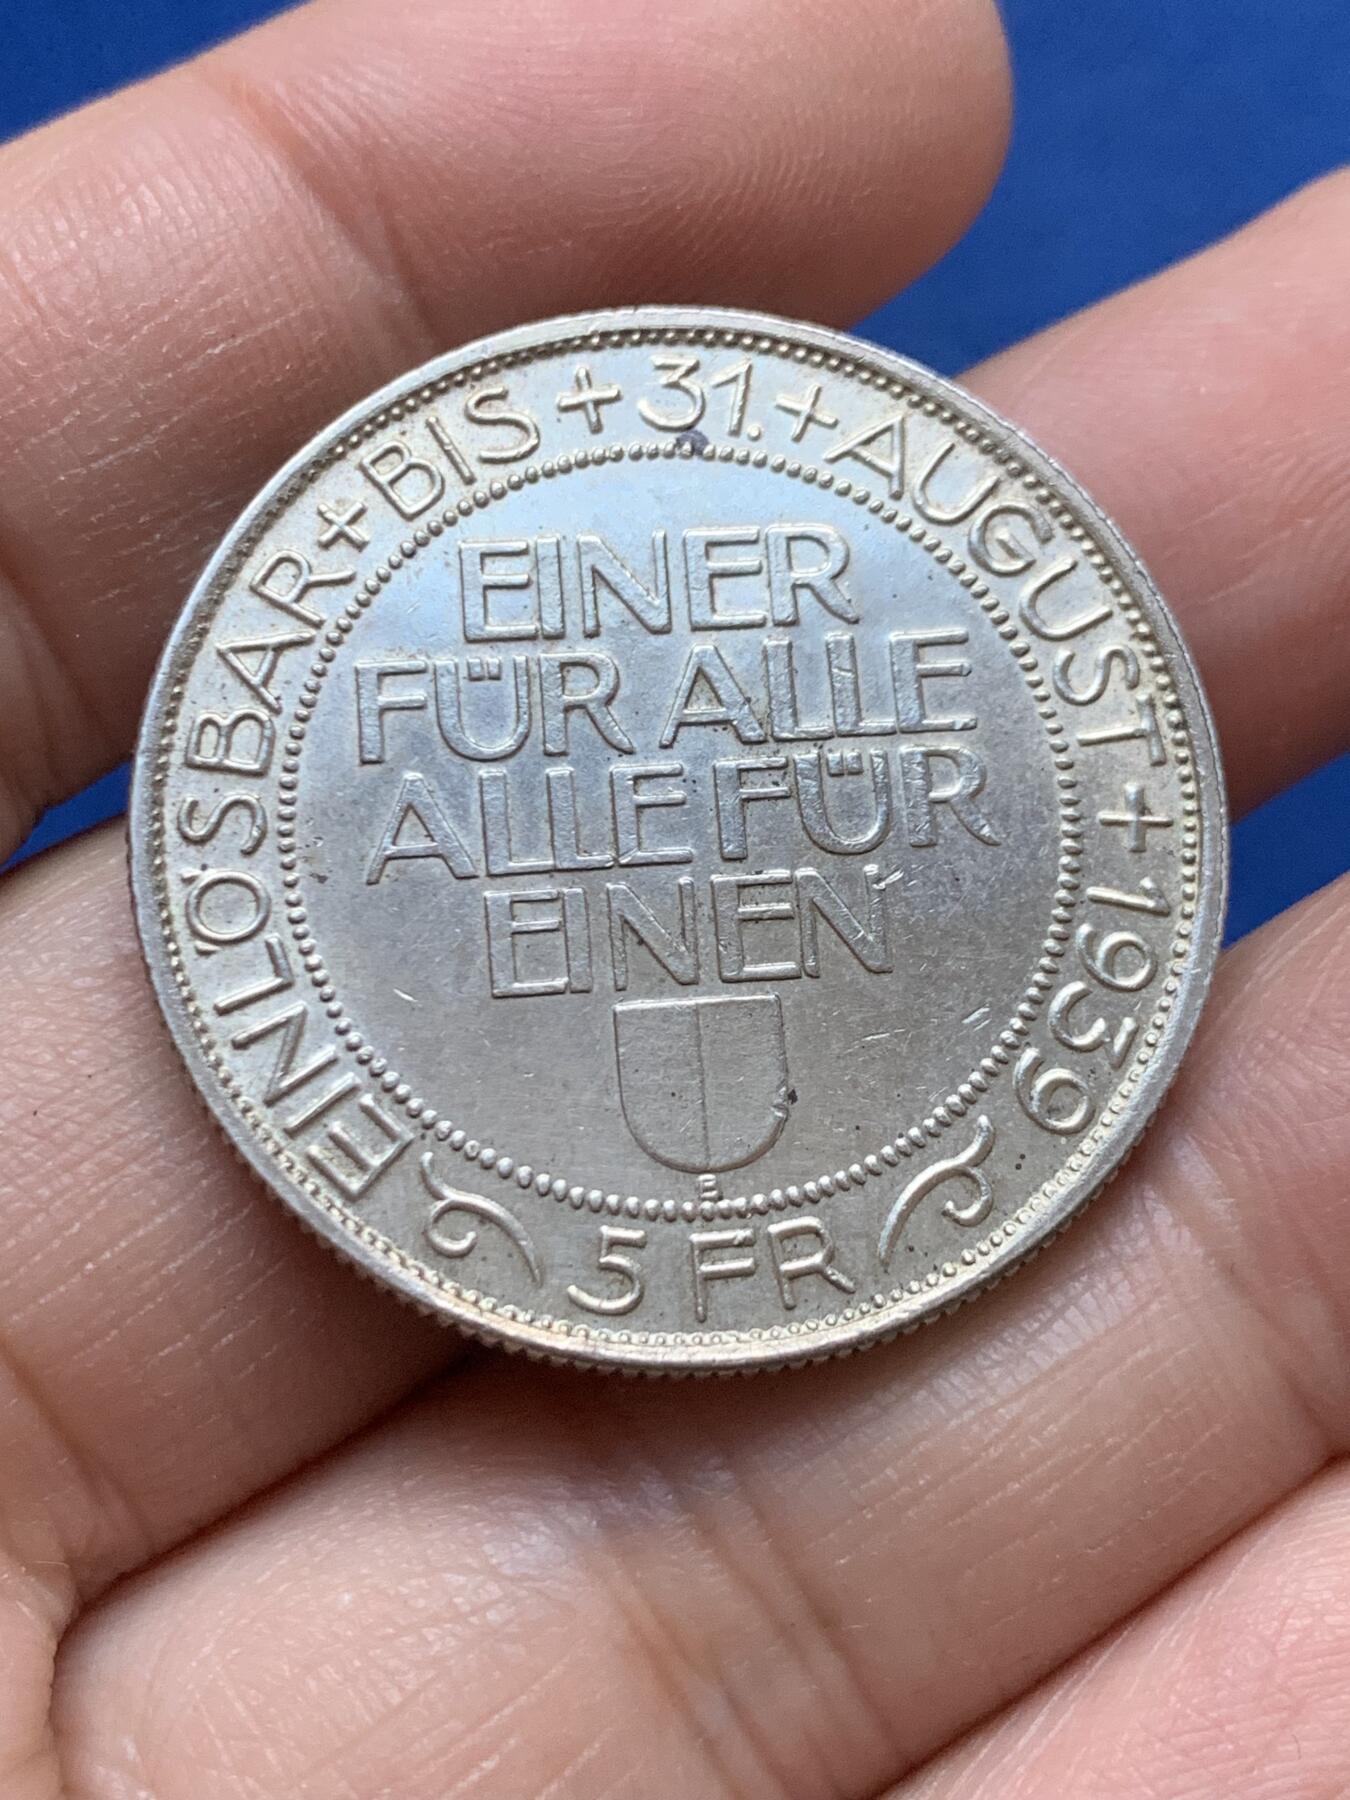 EINLÖSBAR + BIS + 31. + AUGUST + 1939
EINER
FÜR ALLE
ALLE FÜR
EINEN
B
5 FR